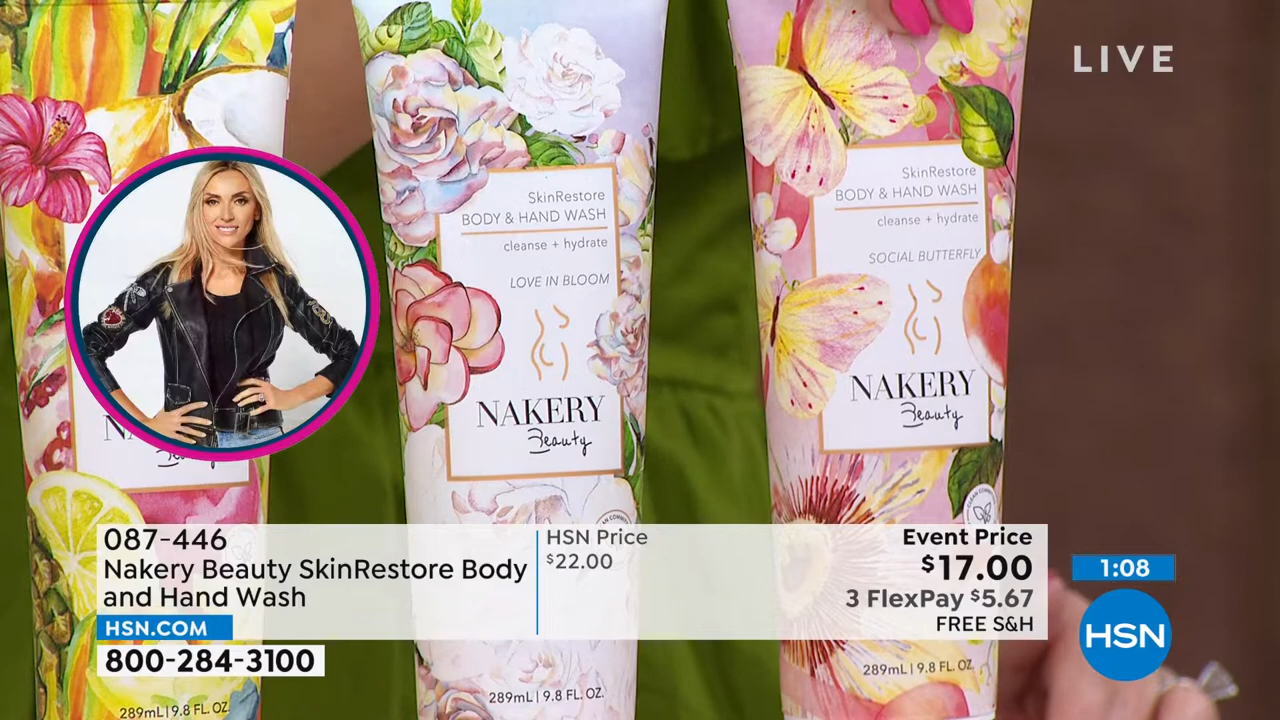 LIVE
SkinRestore
BODY & HAND WASH
cleanse + hydrate
LOVE IN BLOOM
NAKERY
Beauty
289mL | 9.8 FL. OZ.
SkinRestore
BODY & HAND WASH
cleanse + hydrate
SOCIAL BUTTERFLY
NAKERY
Beauty
289mL | 9.8 FL. OZ.
289mL | 9.8 FL. OZ.
087-446
Nakery Beauty SkinRestore Body
and Hand Wash
HSN.COM
800-284-3100
HSN Price
$22.00
Event Price
$17.00
3 FlexPay $5.67
FREE S&H
1:08
HSN